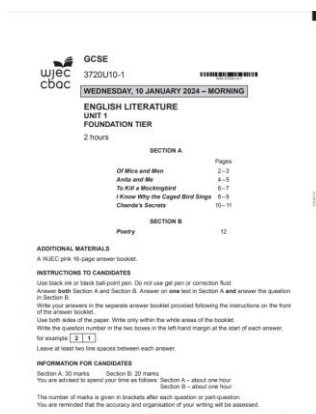 GCSE
wjec
cbac
3720U10-1
WEDNESDAY, 10 JANUARY 2024 – MORNING
ENGLISH LITERATURE
UNIT 1
FOUNDATION TIER
2 hours
SECTION A
Pages
Of Mice and Men 2–3
Anita and Me 4–5
To Kill a Mockingbird 6–7
I Know Why the Caged Bird Sings 8–9
Chanda's Secrets 10–11
SECTION B
Poetry 12
ADDITIONAL MATERIALS
A WJEC pink 16-page answer booklet.
INSTRUCTIONS TO CANDIDATES
Use black ink or black ball-point pen. Do not use gel pen or correction fluid.
Answer both Section A and Section B. Answer on one text in Section A and answer the question
in Section B.
Write your answers in the separate answer booklet provided following the instructions on the front
of the answer booklet.
Use both sides of the paper. Write only within the white areas of the booklet.
Write the question number in the two boxes in the left-hand margin at the start of each answer,
for example 2 1
Leave at least two line spaces between each answer.
INFORMATION FOR CANDIDATES
Section A: 30 marks Section B: 20 marks
You are advised to spend your time as follows: Section A – about one hour
Section B – about one hour
The number of marks is given in brackets after each question or part-question.
You are reminded that the accuracy and organisation of your writing will be assessed.